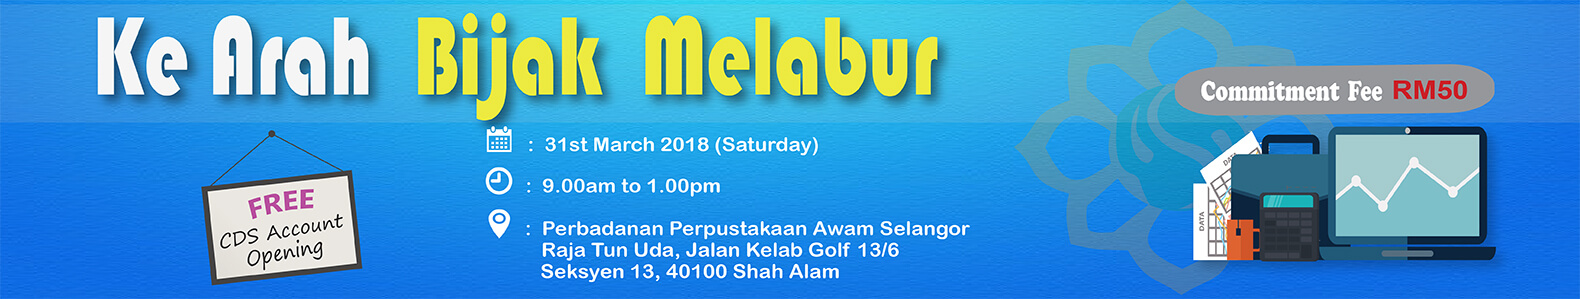 Ke Arah Bijak Melabur
Commitment Fee RM50
FREE
CDS Account
Opening
: 31st March 2018 (Saturday)
: 9.00am to 1.00pm
: Perbadanan Perpustakaan Awam Selangor
Raja Tun Uda, Jalan Kelab Golf 13/6
Seksyen 13, 40100 Shah Alam
DATA
DATA